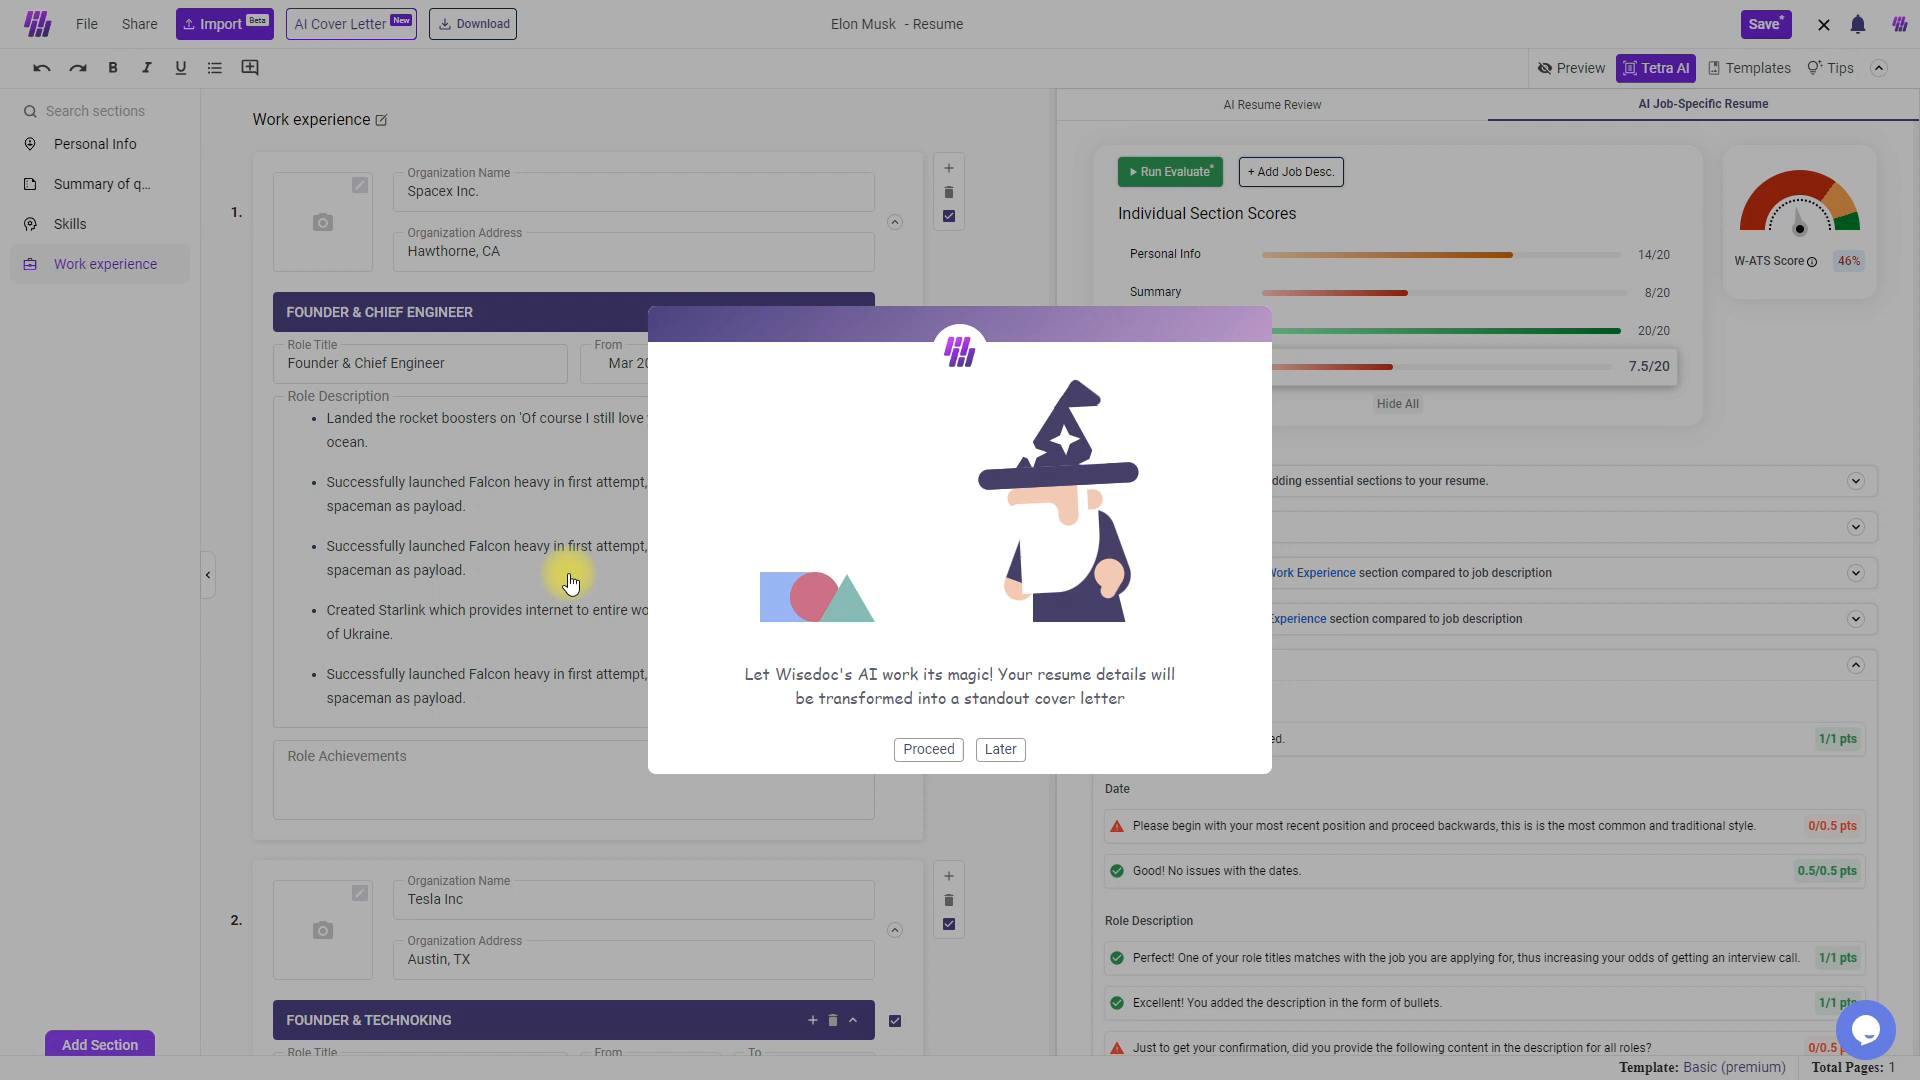 File Share Import Beta AI Cover Letter New Download Elon Musk - Resume Save*
B I U Preview Tetra AI Templates Tips
Search sections
Personal Info
Summary of q...
Skills
Work experience
Add Section
Work experience
1.
Organization Name
Spacex Inc.
Organization Address
Hawthorne, CA
FOUNDER & CHIEF ENGINEER
Role Title
Founder & Chief Engineer
From
Mar 20
Role Description
• Landed the rocket boosters on 'Of course I still love
ocean.
• Successfully launched Falcon heavy in first attempt,
spaceman as payload.
• Successfully launched Falcon heavy in first attempt,
spaceman as payload.
• Created Starlink which provides internet to entire wo
of Ukraine.
• Successfully launched Falcon heavy in first attempt,
spaceman as payload.
Role Achievements
2.
Organization Name
Tesla Inc
Organization Address
Austin, TX
FOUNDER & TECHNOKING
Role Title From To
Let Wisedoc's AI work its magic! Your resume details will
be transformed into a standout cover letter
Proceed Later
AI Resume Review AI Job-Specific Resume
Run Evaluate* + Add Job Desc.
Individual Section Scores
Personal Info 14/20
Summary 8/20
20/20
7.5/20
Hide All
W-ATS Score 46%
dding essential sections to your resume.
Work Experience section compared to job description
Experience section compared to job description
ed. 1/1 pts
Date
Please begin with your most recent position and proceed backwards, this is is the most common and traditional style. 0/0.5 pts
Good! No issues with the dates. 0.5/0.5 pts
Role Description
Perfect! One of your role titles matches with the job you are applying for, thus increasing your odds of getting an interview call. 1/1 pts
Excellent! You added the description in the form of bullets. 1/1 pts
Just to get your confirmation, did you provide the following content in the description for all roles? 0/0.5
Template: Basic (premium) Total Pages: 1